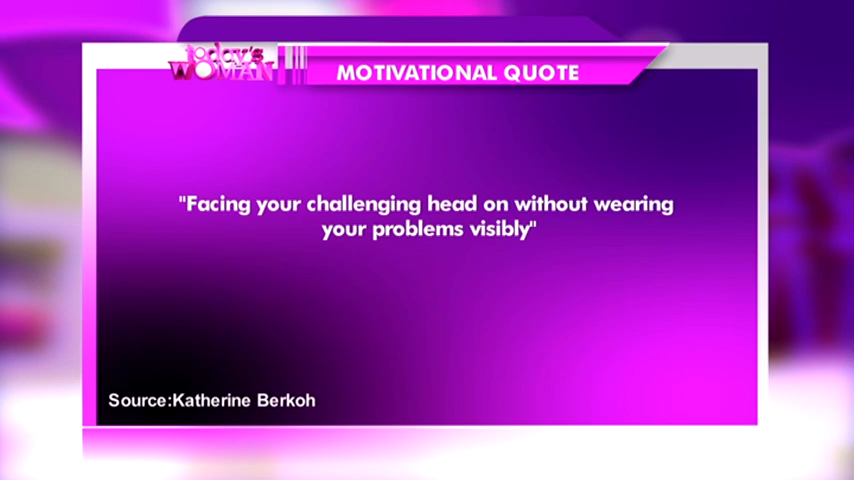 today's
WOMAN
MOTIVATIONAL QUOTE
"Facing your challenging head on without wearing
your problems visibly"
Source:Katherine Berkoh